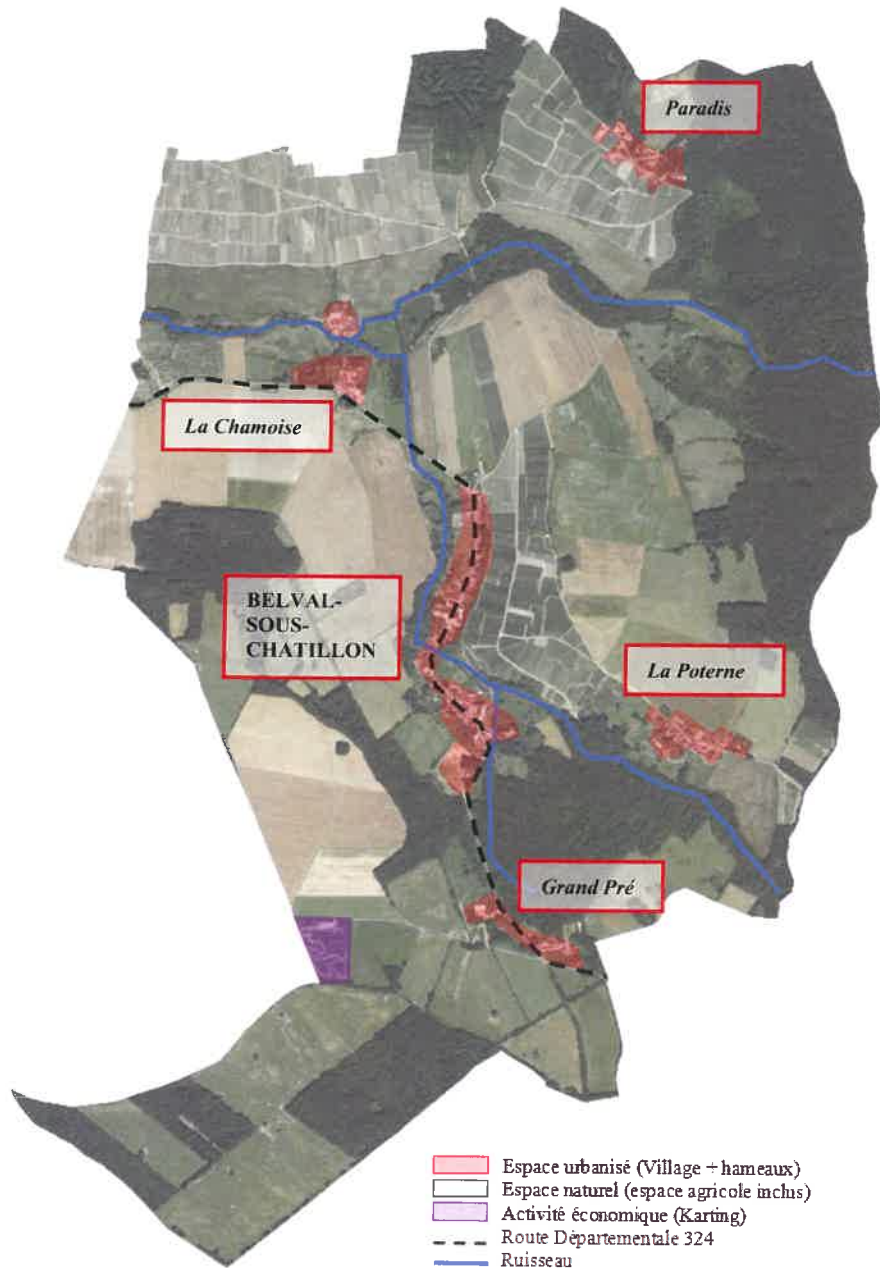 Paradis
La Chamoise
BELVAL-
SOUS-
CHATILLON
La Poterne
Grand Pré
Espace urbanisé (Village + hameaux)
Espace naturel (espace agricole inclus)
Activité économique (Karting)
Route Départementale 324
Ruisseau